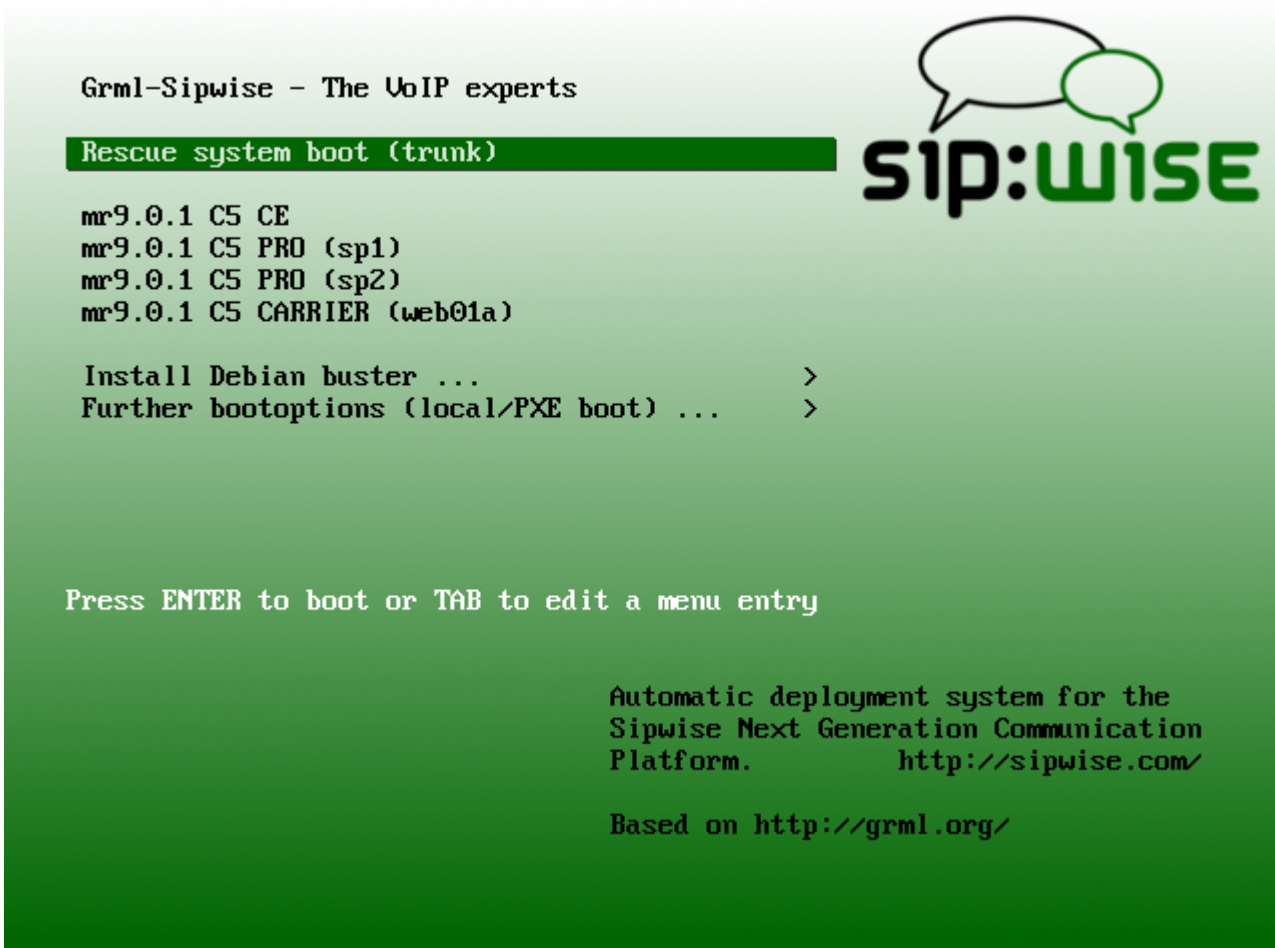 Grml-Sipwise - The VoIP experts
sip:wise
Rescue system boot (trunk)
mr9.0.1 C5 CE
mr9.0.1 C5 PRO (sp1)
mr9.0.1 C5 PRO (sp2)
mr9.0.1 C5 CARRIER (web01a)
Install Debian buster ... >
Further bootoptions (local/PXE boot) ... >
Press ENTER to boot or TAB to edit a menu entry
Automatic deployment system for the
Sipwise Next Generation Communication
Platform. http://sipwise.com/
Based on http://grml.org/